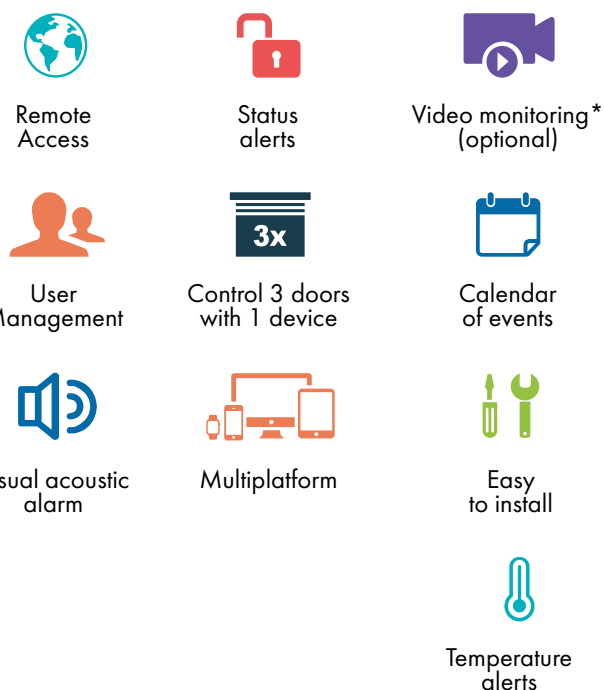 Remote
Access
Status
alerts
Video monitoring*
(optional)
User
Management
3x
Control 3 doors
with 1 device
Calendar
of events
sual acoustic
alarm
Multiplatform
Easy
to install
Temperature
alerts